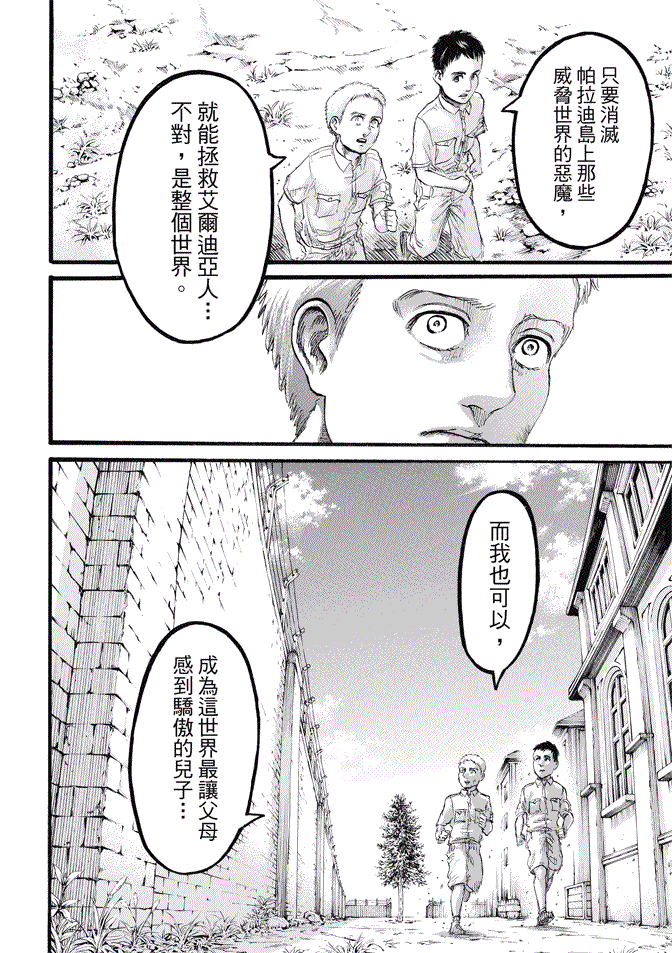 只要消滅
帕拉迪島上那些
威脅世界的惡魔，
就能拯救艾爾迪亞人…
不對，是整個世界。
而我也可以，
成為這世界最讓父母
感到驕傲的兒子…